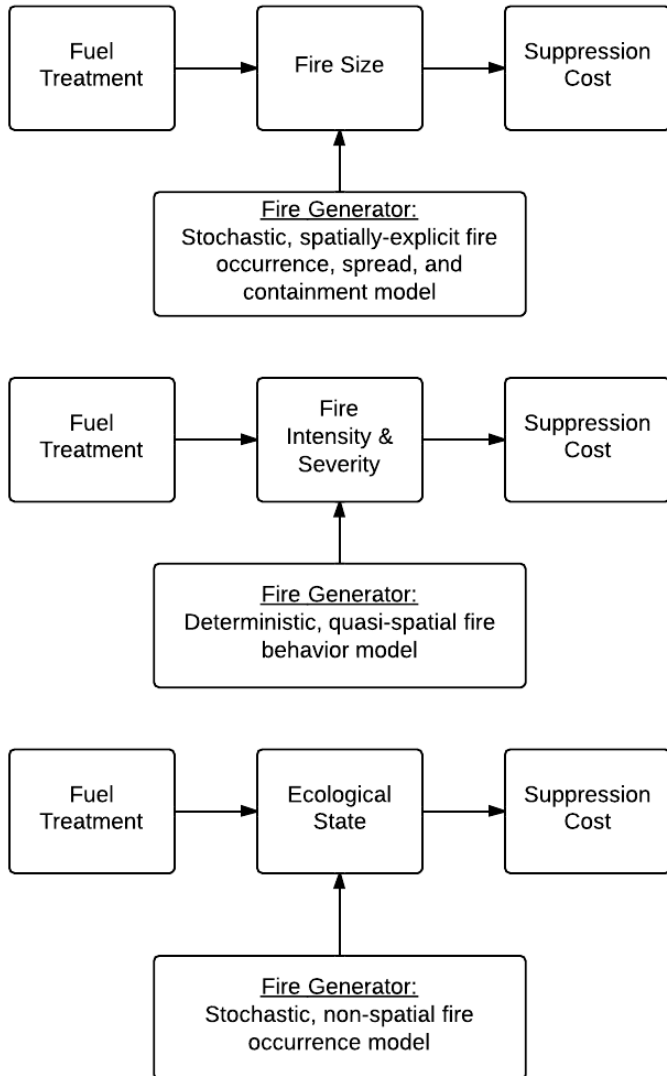 Fuel
Treatment
Fire Size
Suppression
Cost
Fire Generator:
Stochastic, spatially-explicit fire
occurrence, spread, and
containment model
Fuel
Treatment
Fire
Intensity &
Severity
Suppression
Cost
Fire Generator:
Deterministic, quasi-spatial fire
behavior model
Fuel
Treatment
Ecological
State
Suppression
Cost
Fire Generator:
Stochastic, non-spatial fire
occurrence model